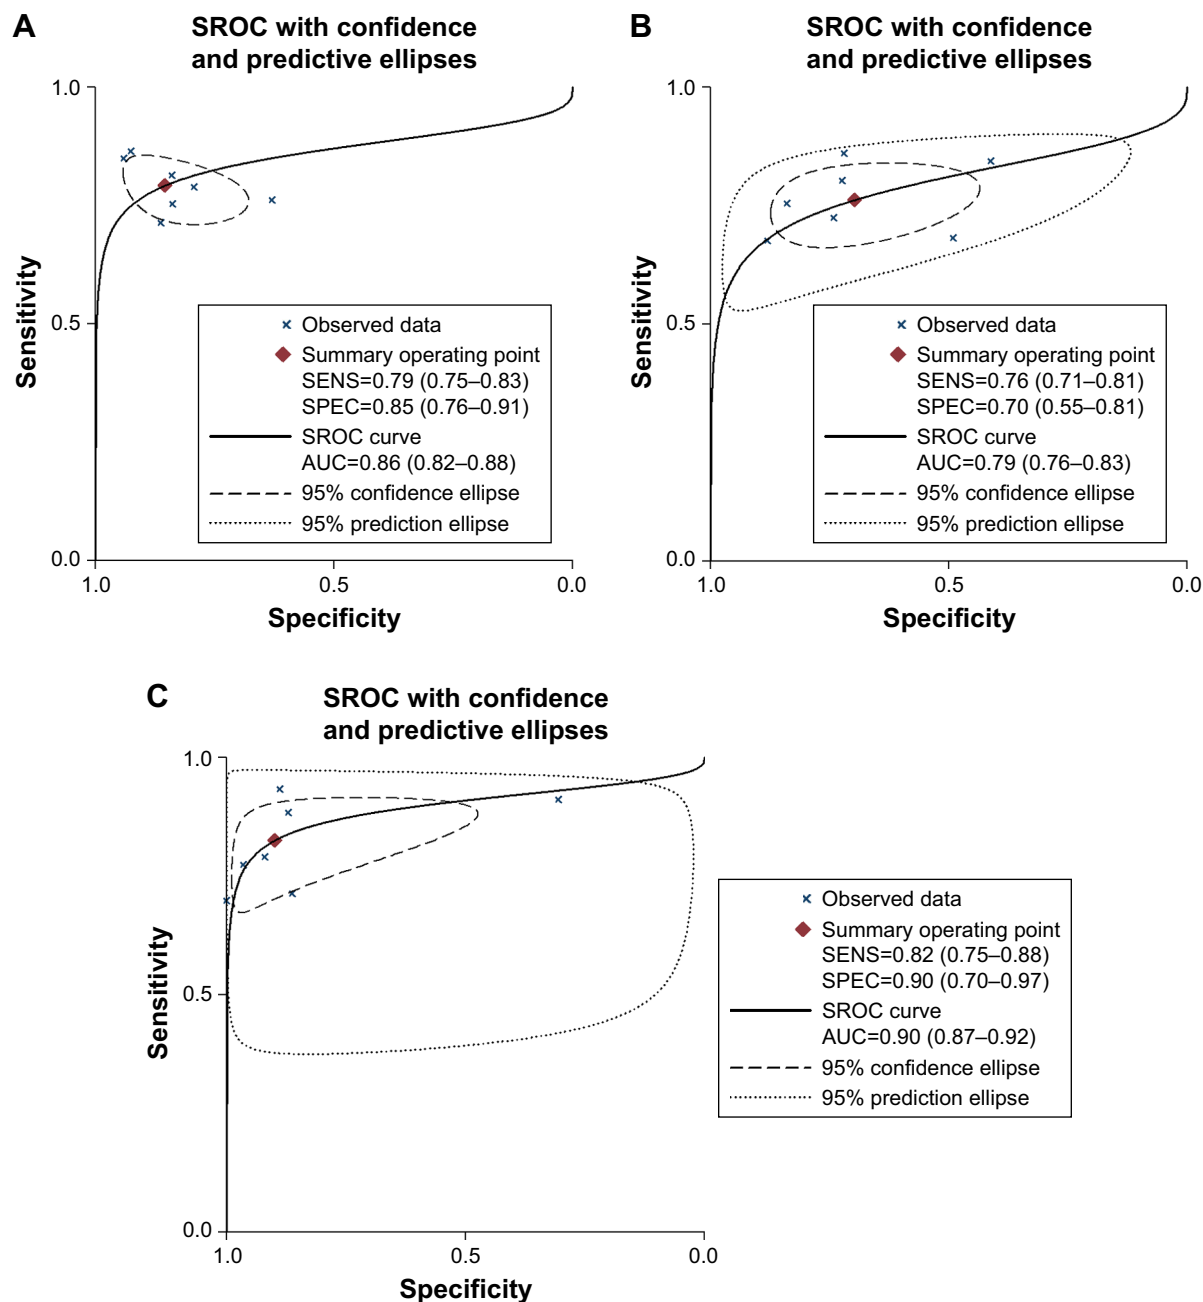 A
SROC with confidence
and predictive ellipses
1.0
0.5
0.0
Sensitivity
1.0 0.5 0.0
Specificity
Observed data
Summary operating point
SENS=0.79 (0.75–0.83)
SPEC=0.85 (0.76–0.91)
SROC curve
AUC=0.86 (0.82–0.88)
95% confidence ellipse
95% prediction ellipse
B
SROC with confidence
and predictive ellipses
1.0
0.5
0.0
Sensitivity
1.0 0.5 0.0
Specificity
Observed data
Summary operating point
SENS=0.76 (0.71–0.81)
SPEC=0.70 (0.55–0.81)
SROC curve
AUC=0.79 (0.76–0.83)
95% confidence ellipse
95% prediction ellipse
C
SROC with confidence
and predictive ellipses
1.0
0.5
0.0
Sensitivity
1.0 0.5 0.0
Specificity
Observed data
Summary operating point
SENS=0.82 (0.75–0.88)
SPEC=0.90 (0.70–0.97)
SROC curve
AUC=0.90 (0.87–0.92)
95% confidence ellipse
95% prediction ellipse